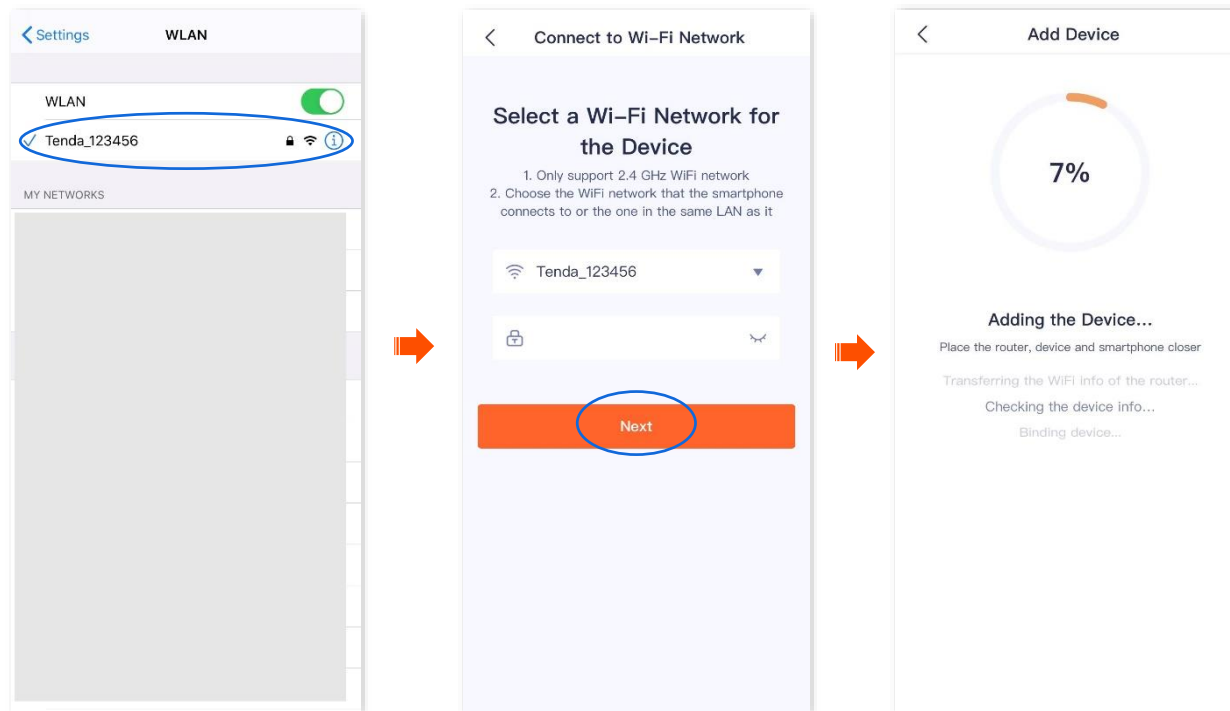 Settings
WLAN
WLAN
Tenda_123456
MY NETWORKS
Connect to Wi-Fi Network
Select a Wi-Fi Network for
the Device
1. Only support 2.4 GHz WiFi network
2. Choose the WiFi network that the smartphone
connects to or the one in the same LAN as it
Tenda_123456
Next
Add Device
7%
Adding the Device...
Place the router, device and smartphone closer
Transferring the WiFi info of the router...
Checking the device info...
Binding device...